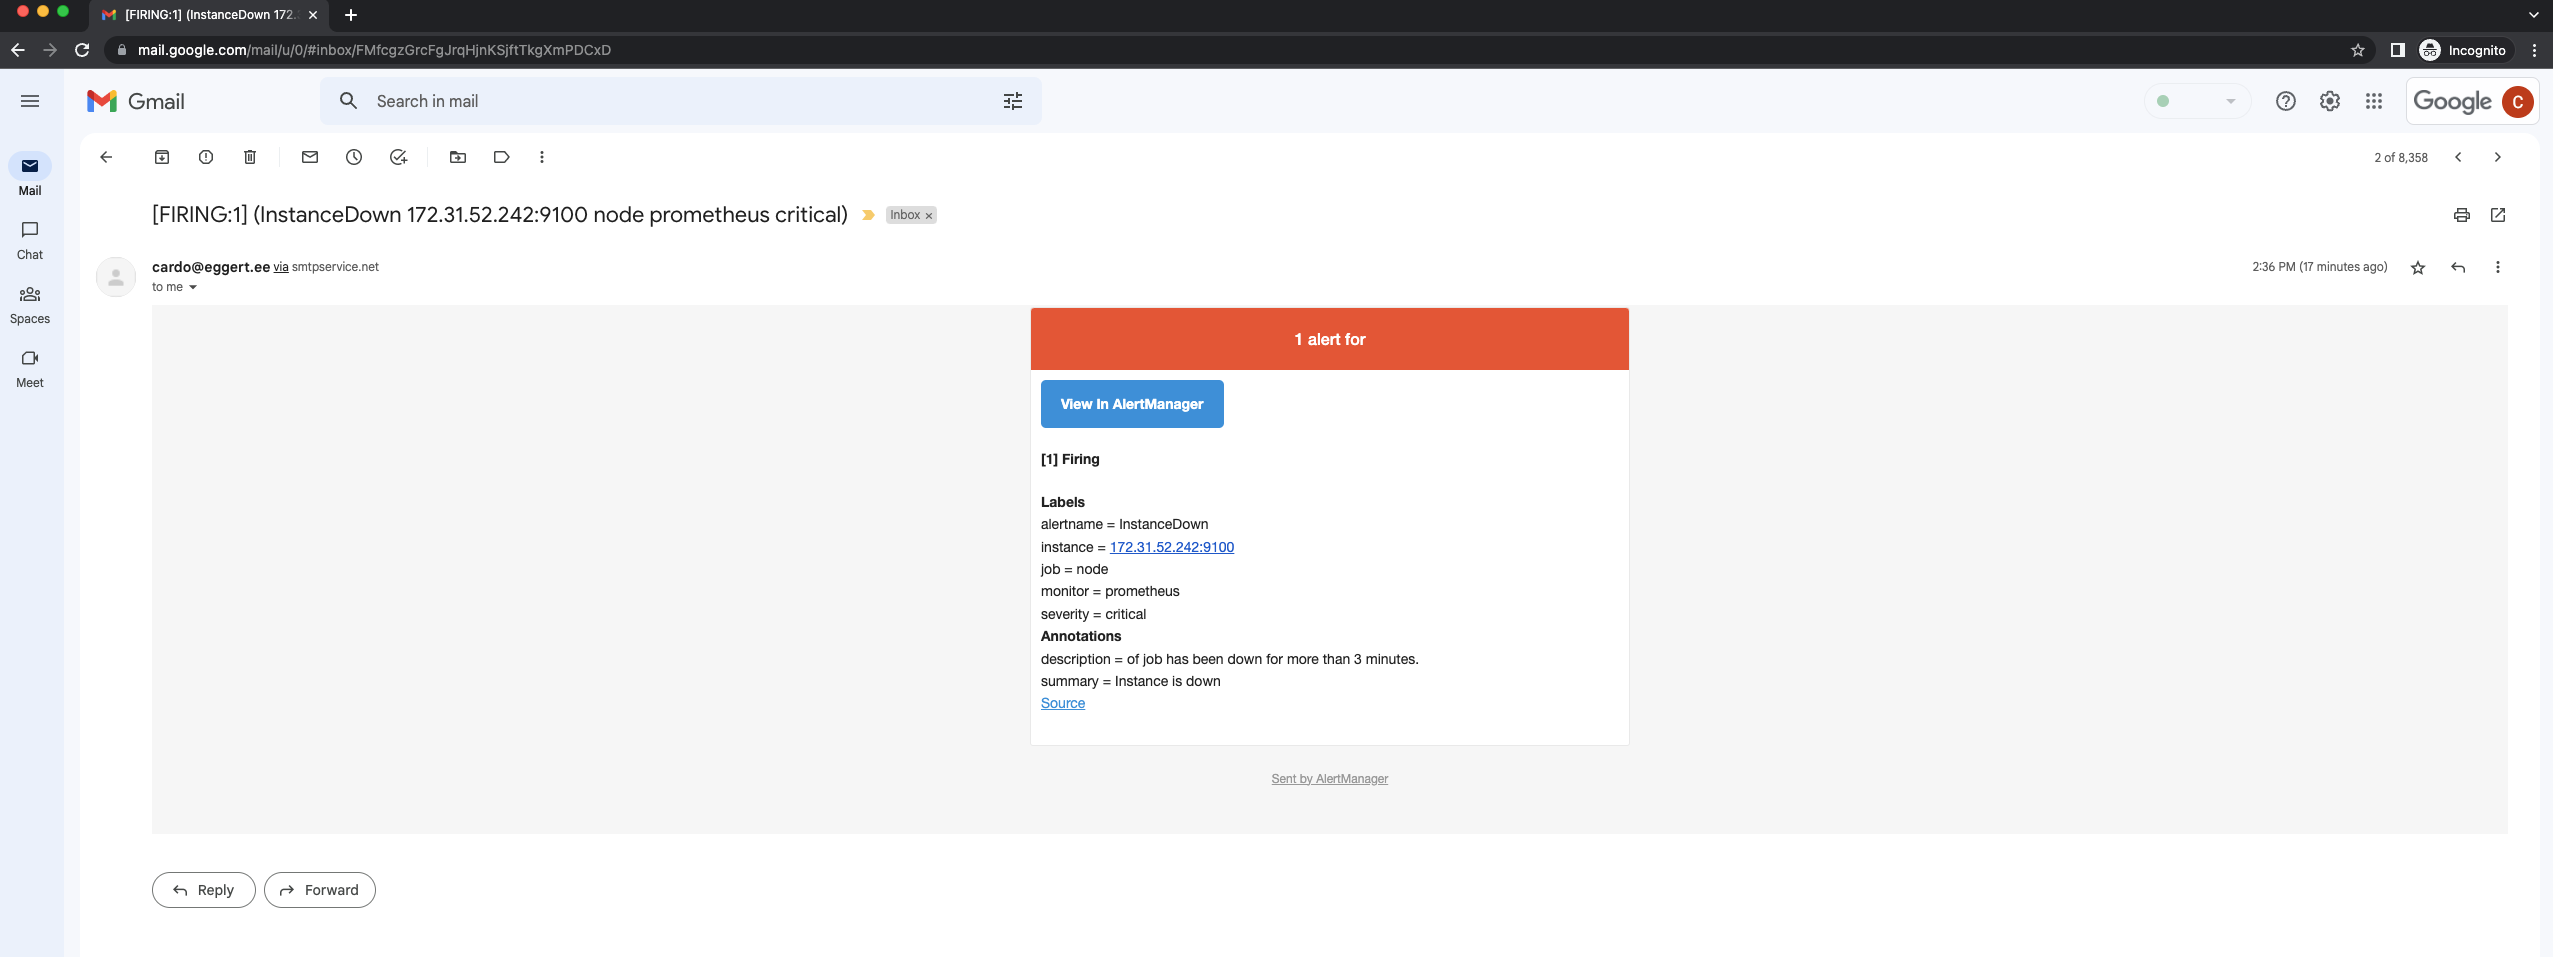 [FIRING:1] (InstanceDown 172.
mail.google.com/mail/u/0/#inbox/FMfcgzGrcFgJrqHjnKSjftTkgXmPDCxD
Incognito
Gmail
Search in mail
Google
C
Mail
Chat
Spaces
Meet
2 of 8,358
[FIRING:1] (InstanceDown 172.31.52.242:9100 node prometheus critical)
Inbox
cardo@eggert.ee via smtpservice.net
2:36 PM (17 minutes ago)
to me
1 alert for
View In AlertManager
[1] Firing
Labels
alertname = InstanceDown
instance = 172.31.52.242:9100
job = node
monitor = prometheus
severity = critical
Annotations
description = of job has been down for more than 3 minutes.
summary = Instance is down
Source
Sent by AlertManager
Reply
Forward